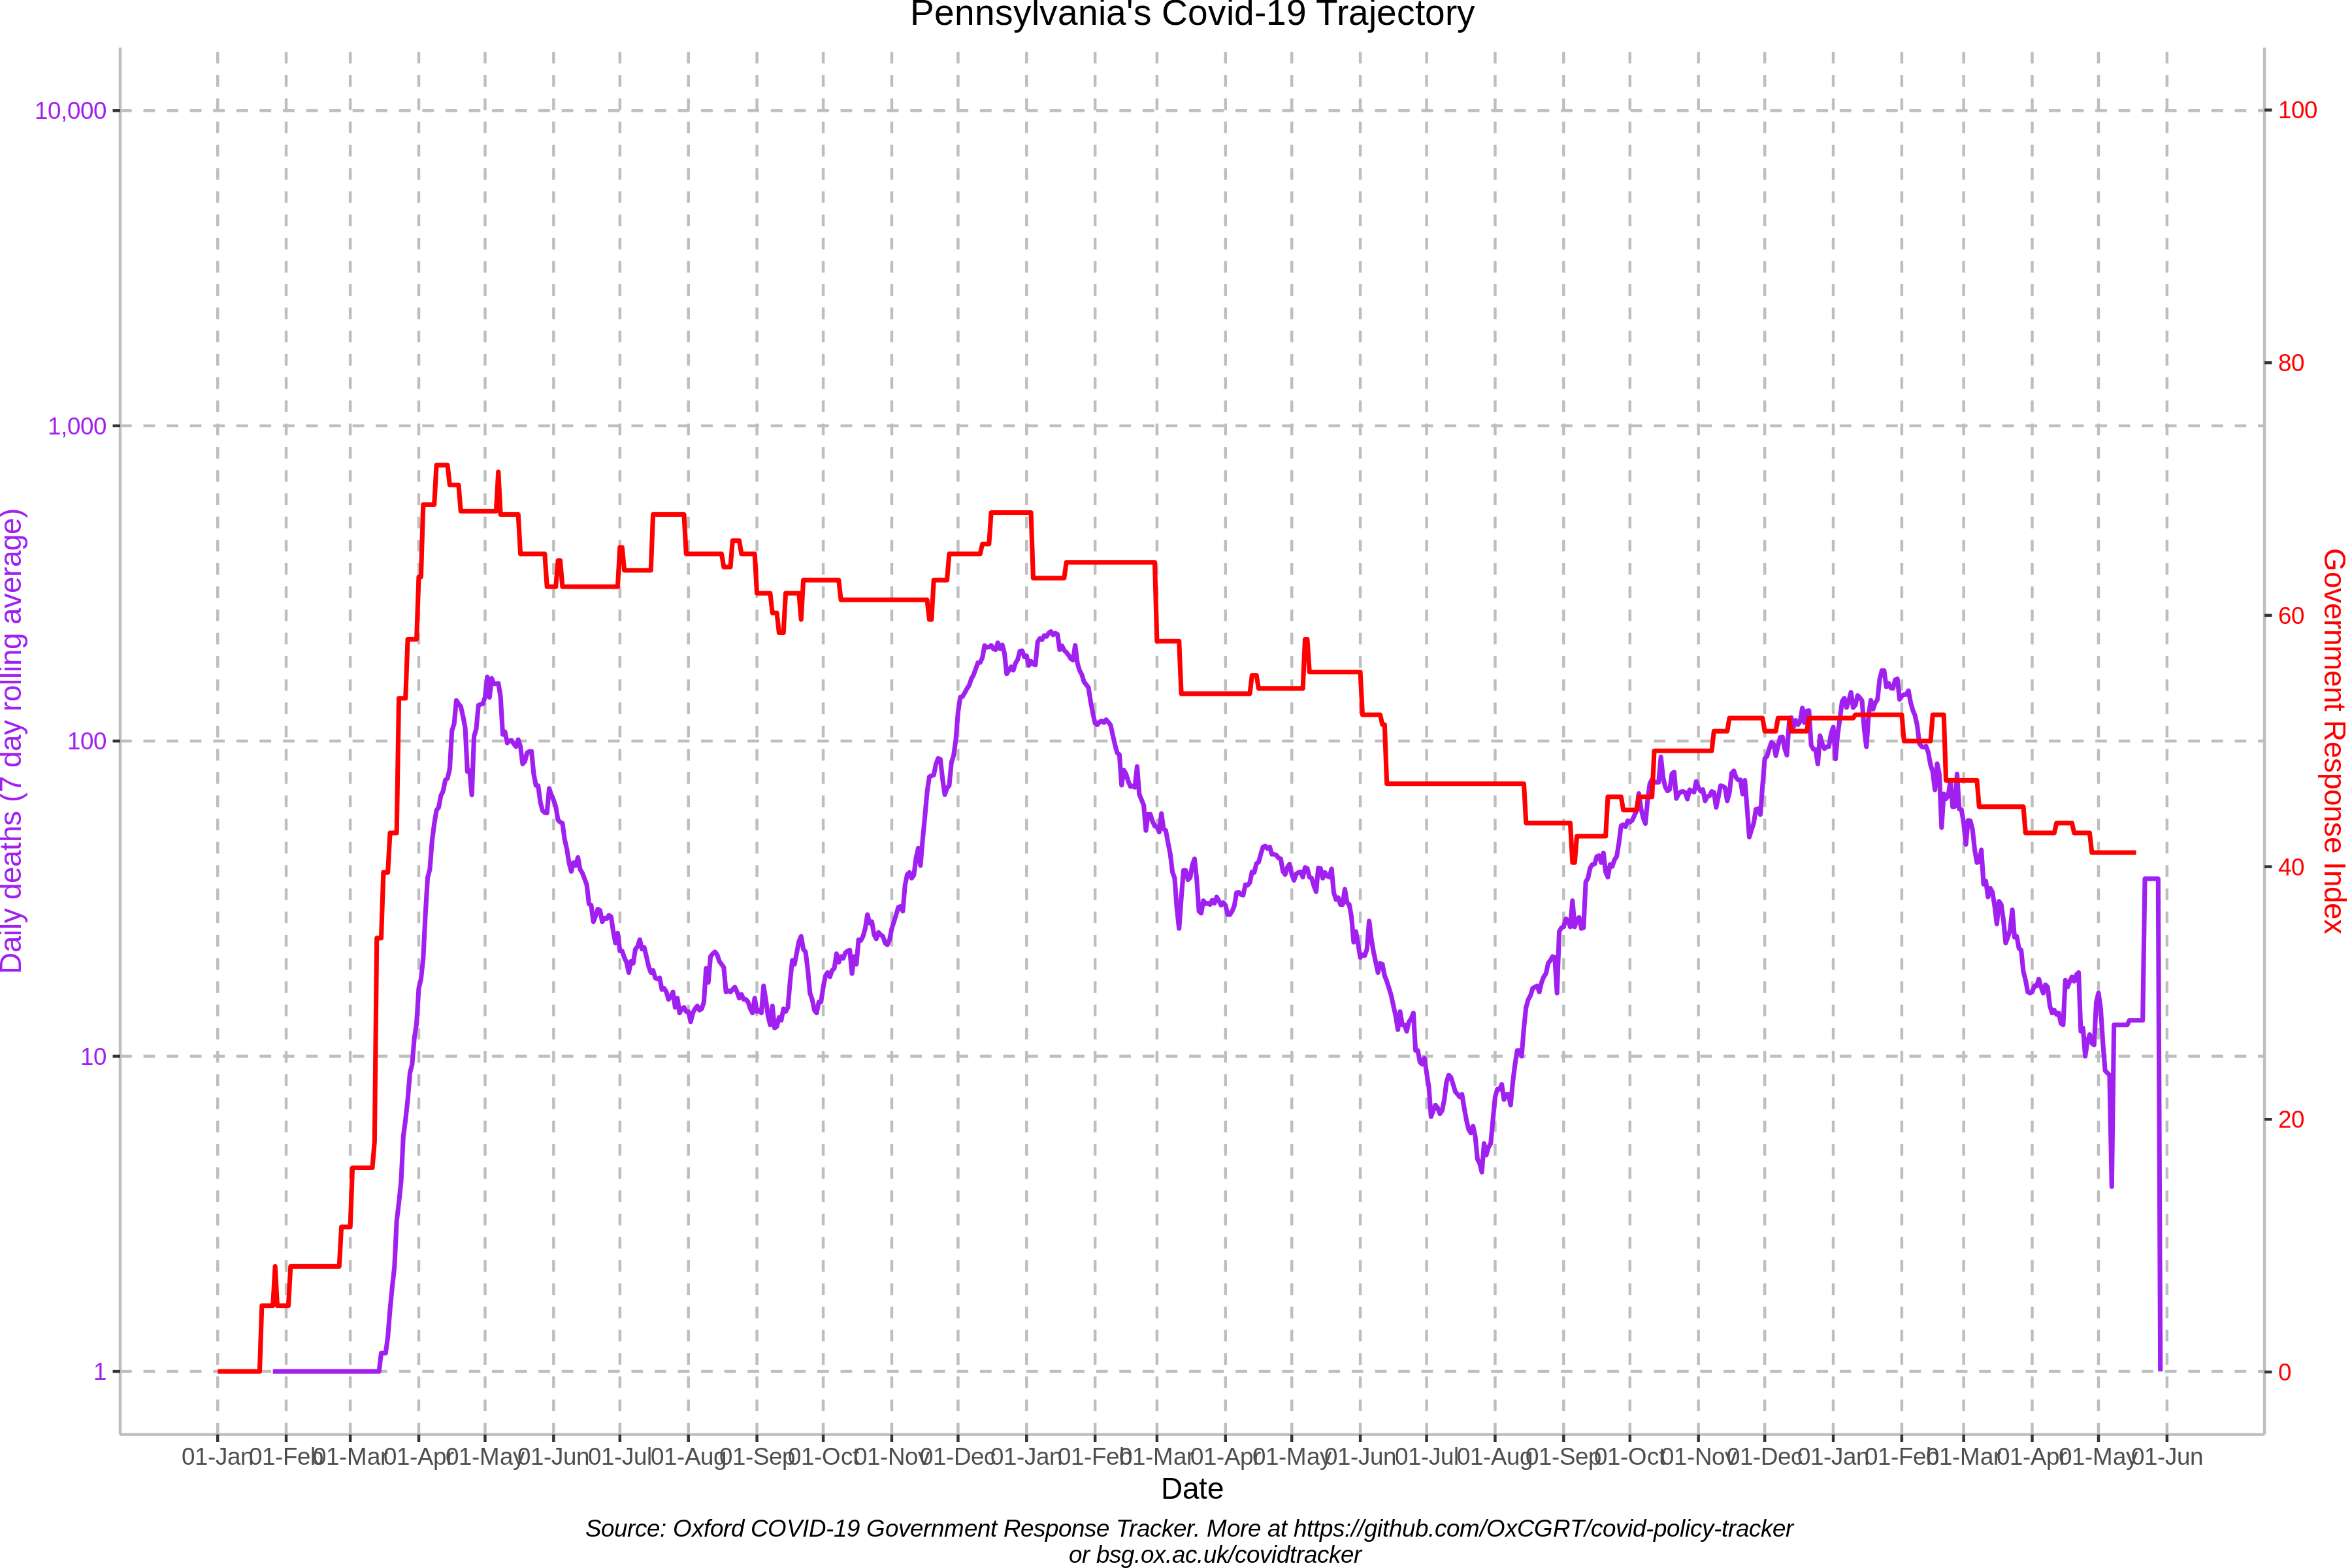 Pennsylvania's Covid-19 Trajectory
10,000
1,000
100
10
1
Daily deaths (7 day rolling average)
100
80
60
40
20
0
Government Response Index
01-Jan 01-Feb 01-Mar 01-Apr 01-May 01-Jun 01-Jul 01-Aug 01-Sep 01-Oct 01-Nov 01-Dec 01-Jan 01-Feb 01-Mar 01-Apr 01-May 01-Jun 01-Jul 01-Aug 01-Sep 01-Oct 01-Nov 01-Dec 01-Jan 01-Feb 01-Mar 01-Apr 01-May 01-Jun
Date
Source: Oxford COVID-19 Government Response Tracker. More at https://github.com/OxCGRT/covid-policy-tracker
or bsg.ox.ac.uk/covidtracker